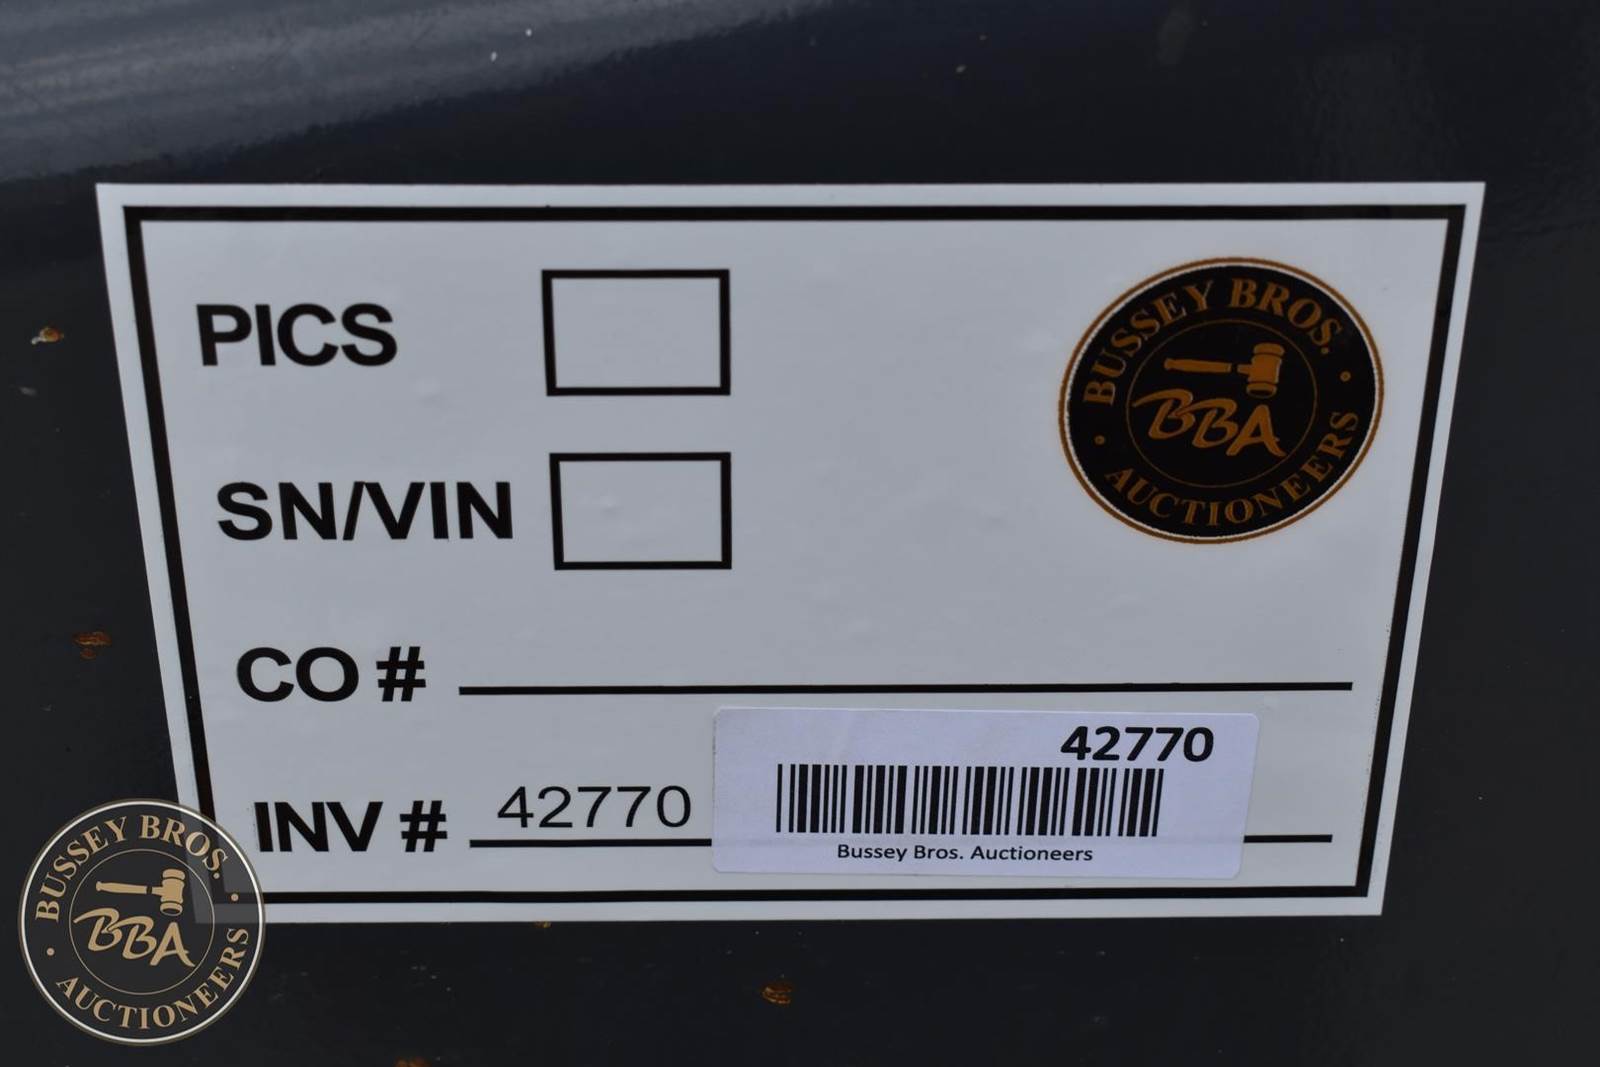 PICS
BUSSEY BROS.
BBA
AUCTIONEERS
SN/VIN
CO #
42770
INV # 42770
Bussey Bros. Auctioneers
BUSSEY BROS.
BBA
AUCTIONEERS